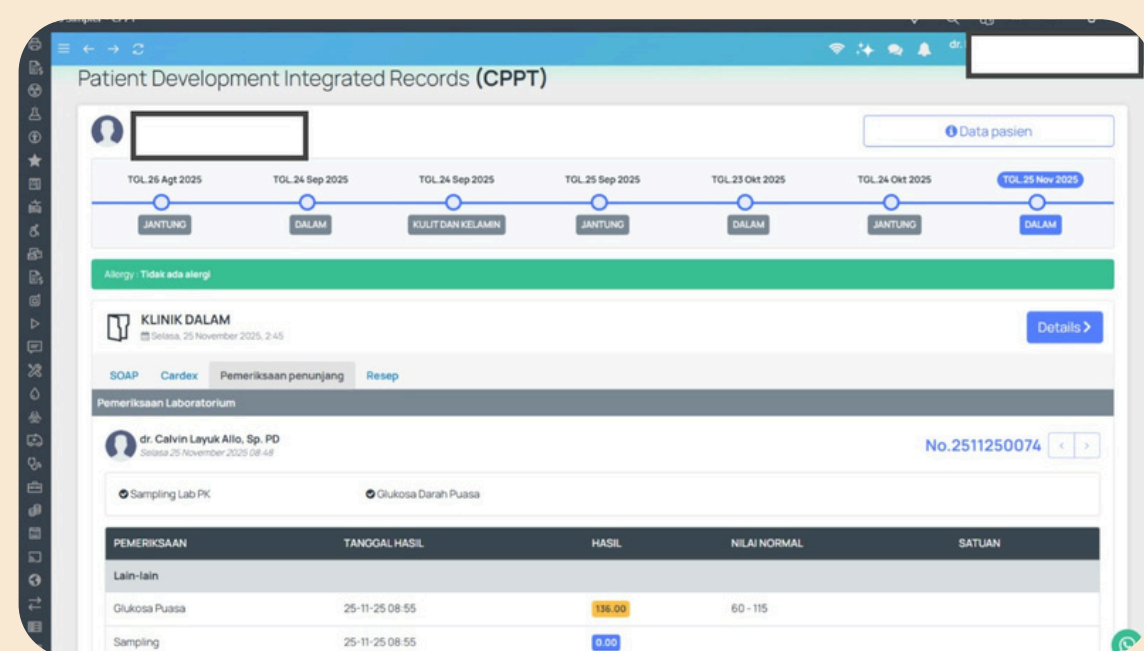 dr.
Patient Development Integrated Records (CPPT)
Data pasien
TGL.26 Agt 2025 TGL.24 Sep 2025 TGL.24 Sep 2025 TGL.25 Sep 2025 TGL.23 Okt 2025 TGL.24 Okt 2025 TGL.25 Nov 2025
JANTUNG DALAM KULIT DAN KELAMIN JANTUNG DALAM JANTUNG DALAM
Allergy : Tidak ada alergi
KLINIK DALAM
Selasa, 25 November 2025, 2:45
Details
SOAP Cardex Pemeriksaan penunjang Resep
Pemeriksaan Laboratorium
dr. Calvin Layuk Allo, Sp. PD
Selasa 25 November 2025 08:48
No.2511250074
Sampling Lab PK Glukosa Darah Puasa
PEMERIKSAAN TANGGAL HASIL HASIL NILAI NORMAL SATUAN
Lain-lain
Glukosa Puasa 25-11-25 08:55 136.00 60 - 115
Sampling 25-11-25 08:55 0.00